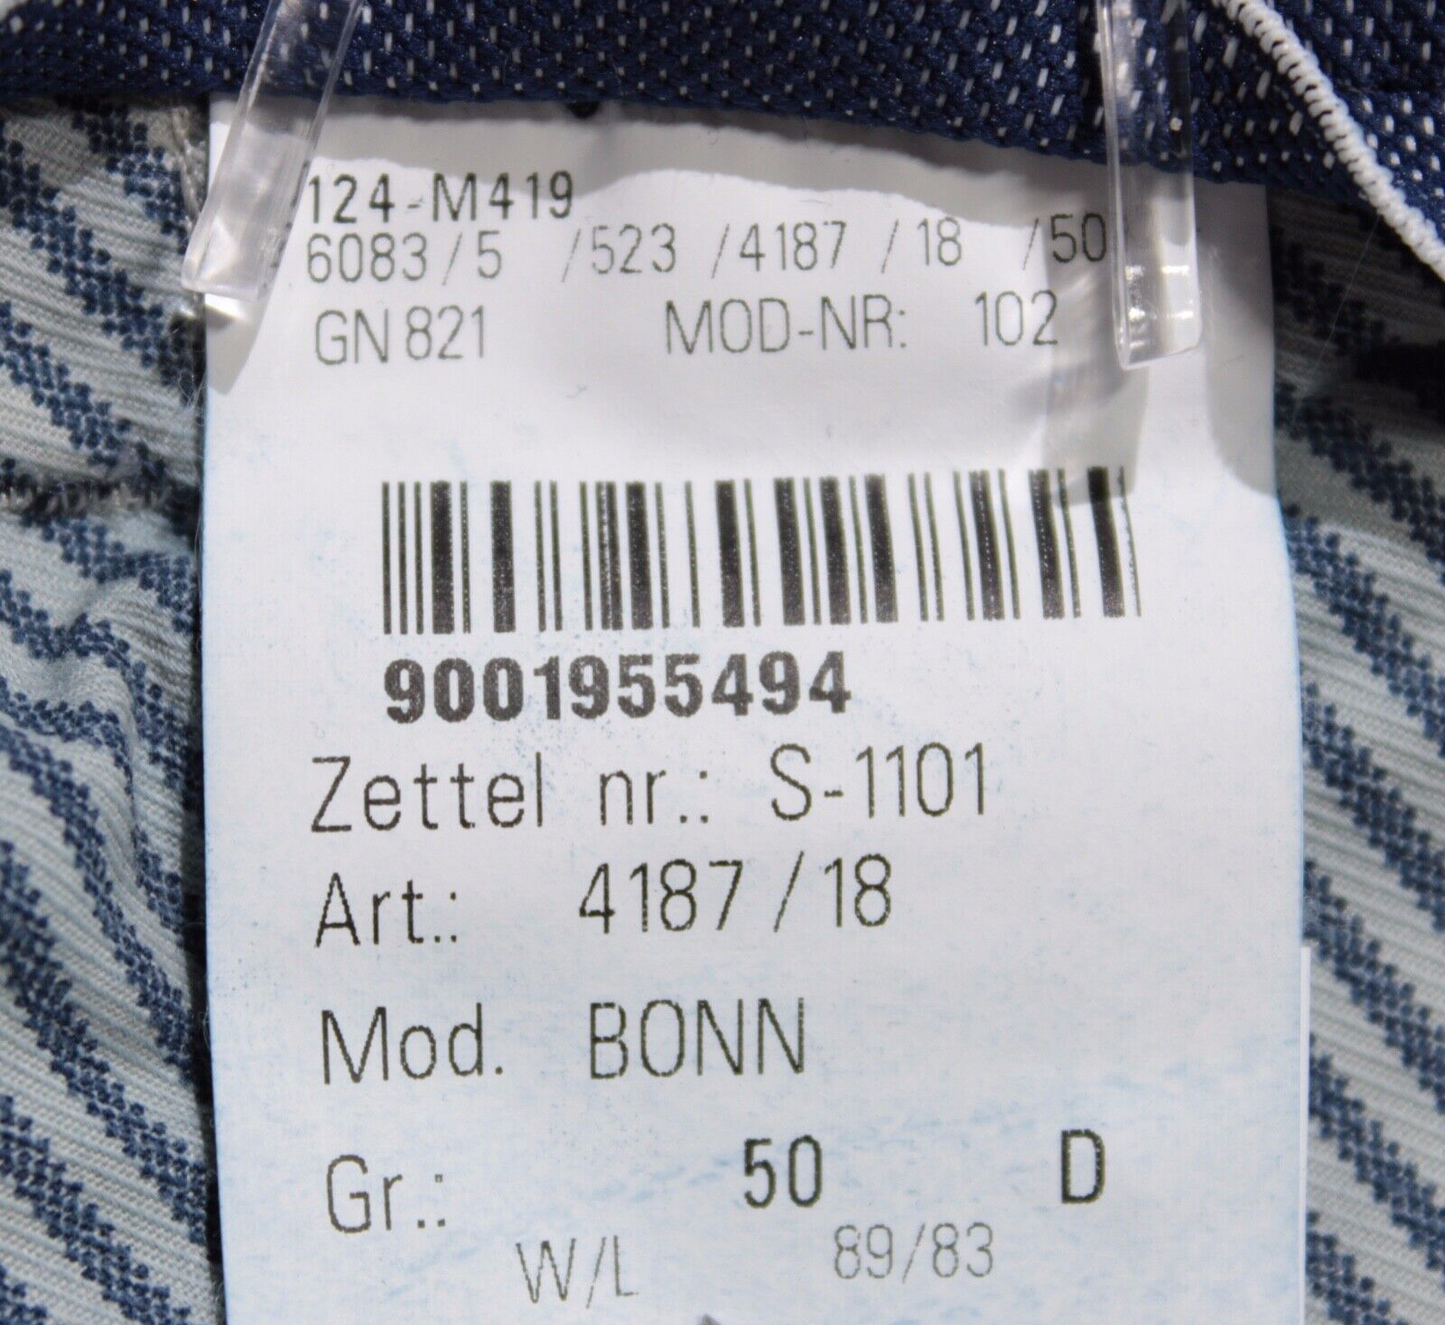 124-M419
6083/5 /523 /4187 /18 /50
GN 821 MOD-NR: 102
9001955494
Zettel nr.: S-1101
Art.: 4187 / 18
Mod. BONN
Gr.: 50 D
W/L 89/83